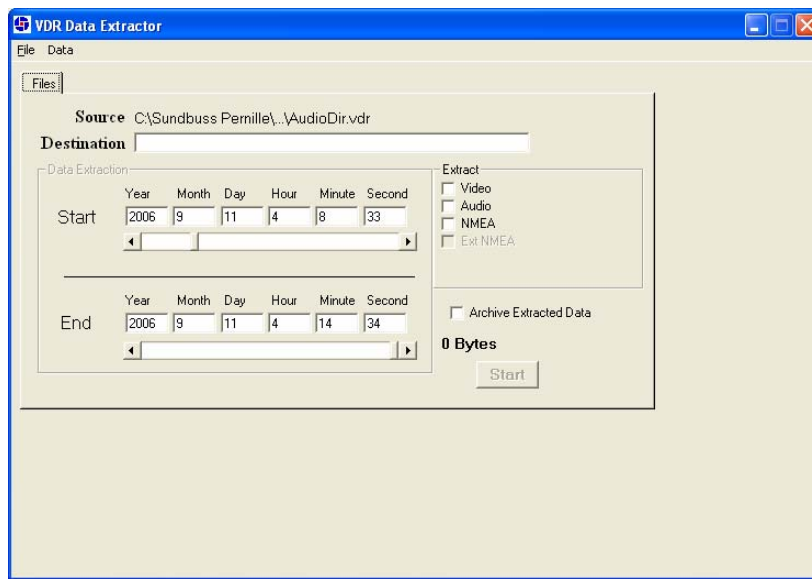 VDR Data Extractor
File Data
Files
Source C:\Sundbuss Pernille\...\AudioDir.vdr
Destination
Data Extraction
Year Month Day Hour Minute Second
Start 2006 9 11 4 8 33
Year Month Day Hour Minute Second
End 2006 9 11 4 14 34
Extract
Video
Audio
NMEA
Ext NMEA
Archive Extracted Data
0 Bytes
Start